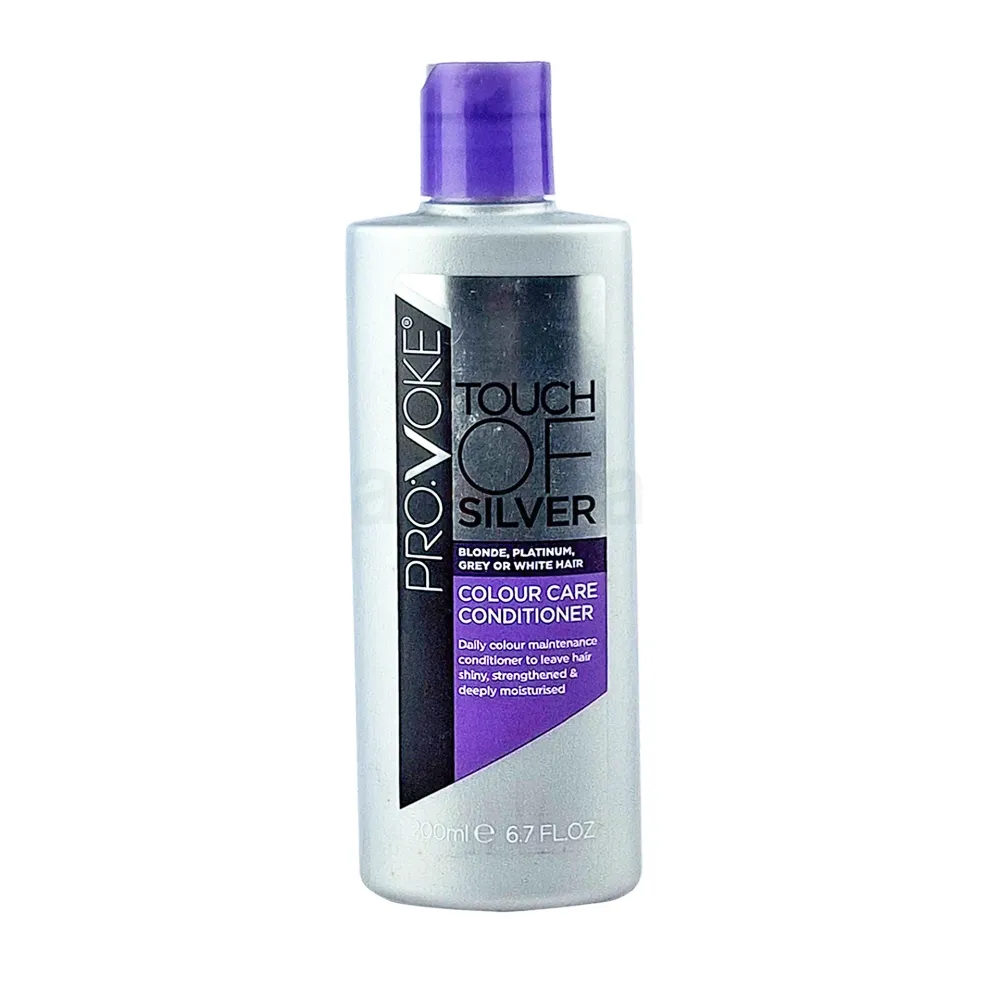 PRO:VOKE®
TOUCH
OF
SILVER
BLONDE, PLATINUM,
GREY OR WHITE HAIR
COLOUR CARE
CONDITIONER
Daily colour maintenance
conditioner to leave hair
shiny, strengthened &
deeply moisturised
200ml e 6.7 FL.OZ